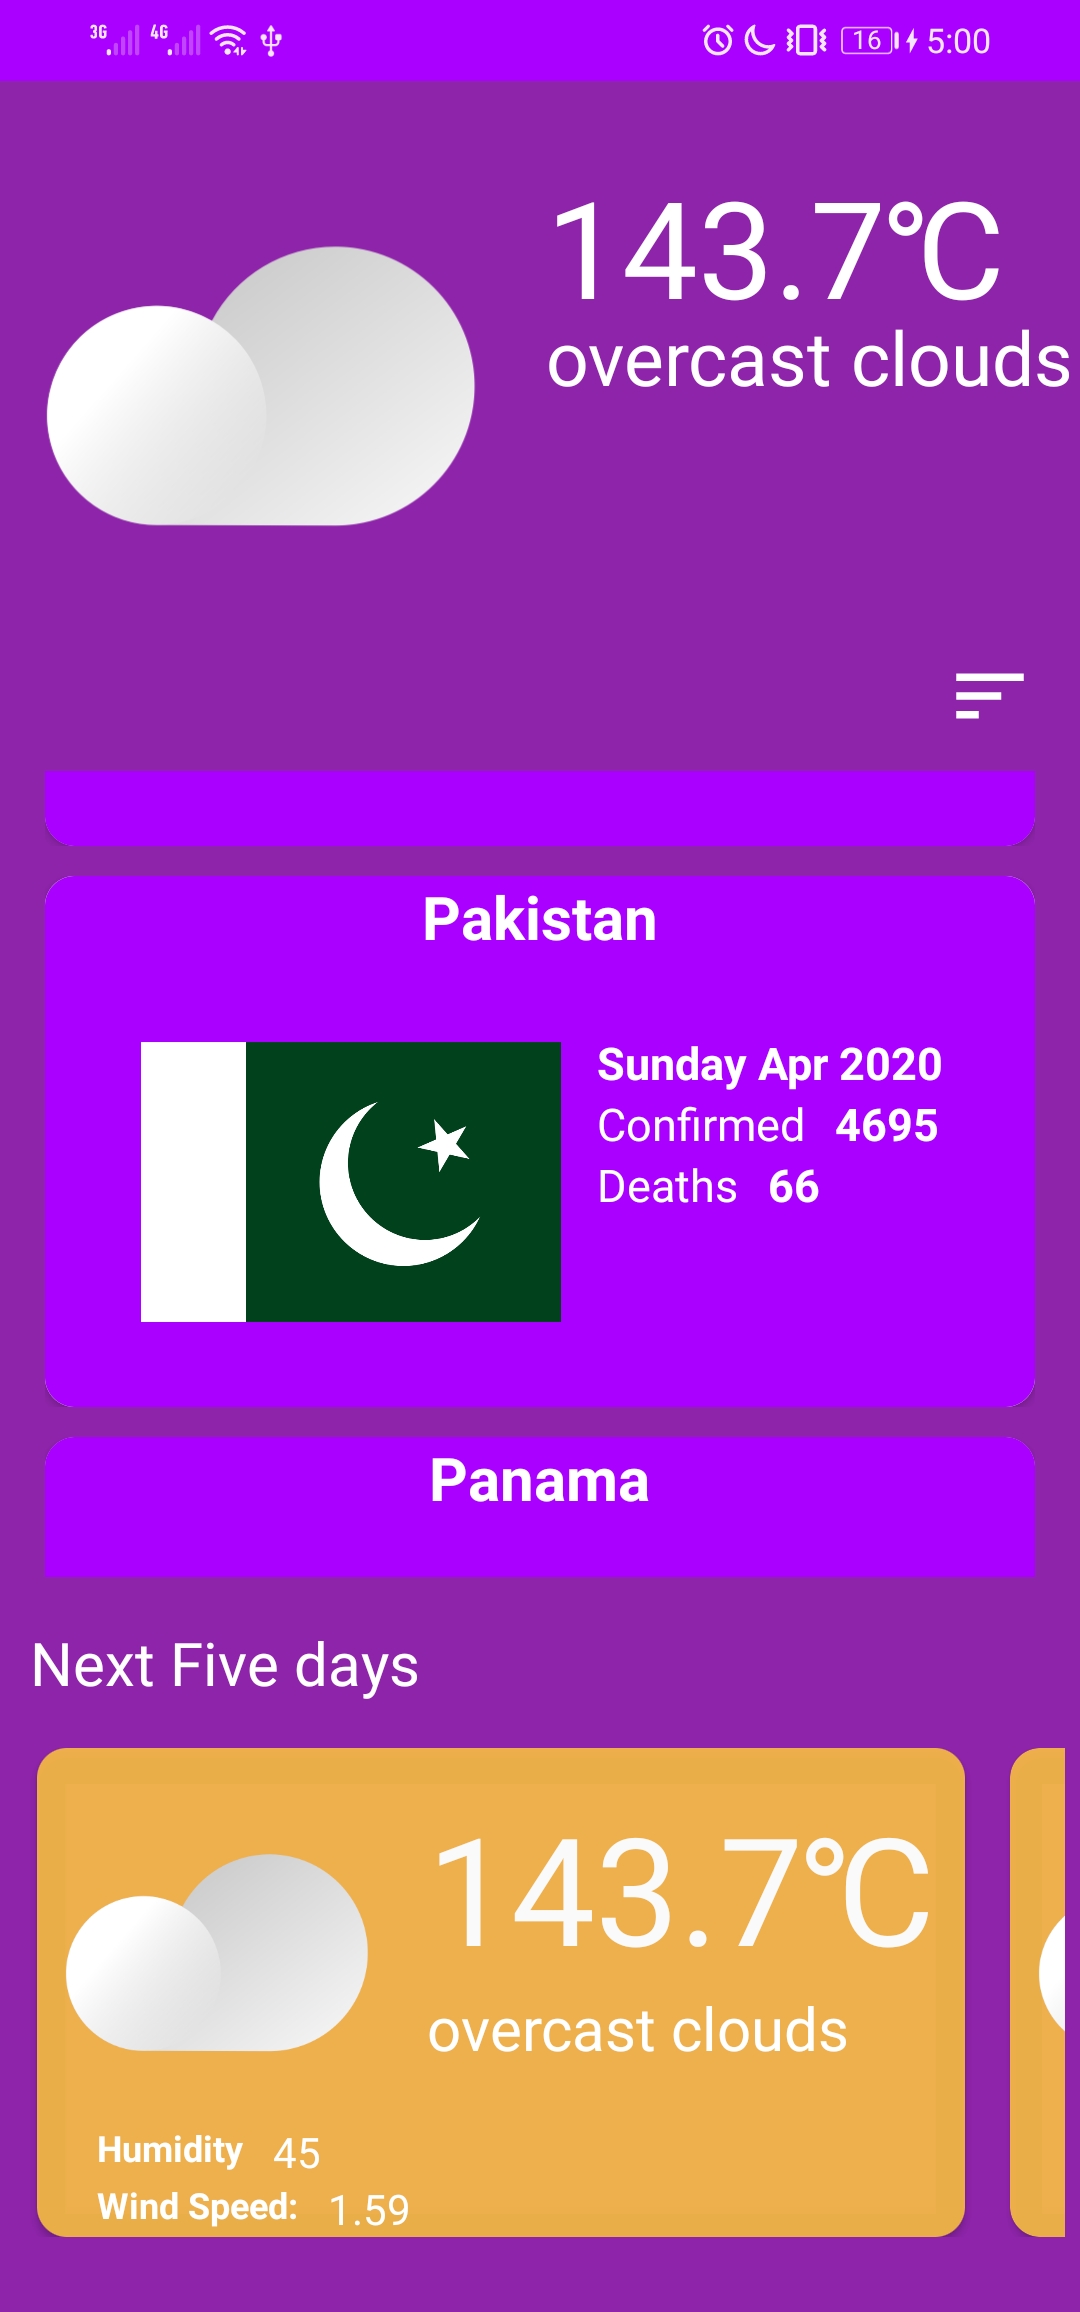 3G 4G 16 5:00
143.7℃
overcast clouds
Pakistan
Sunday Apr 2020
Confirmed 4695
Deaths 66
Panama
Next Five days
143.7℃
overcast clouds
Humidity 45
Wind Speed: 1.59